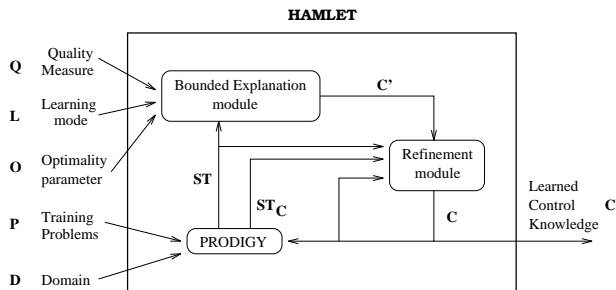 HAMLET
Q Quality Measure
L Learning mode
O Optimality parameter
P Training Problems
D Domain
Bounded Explanation
module
C'
Refinement
module
ST
ST C
C
PRODIGY
Learned
Control
Knowledge C